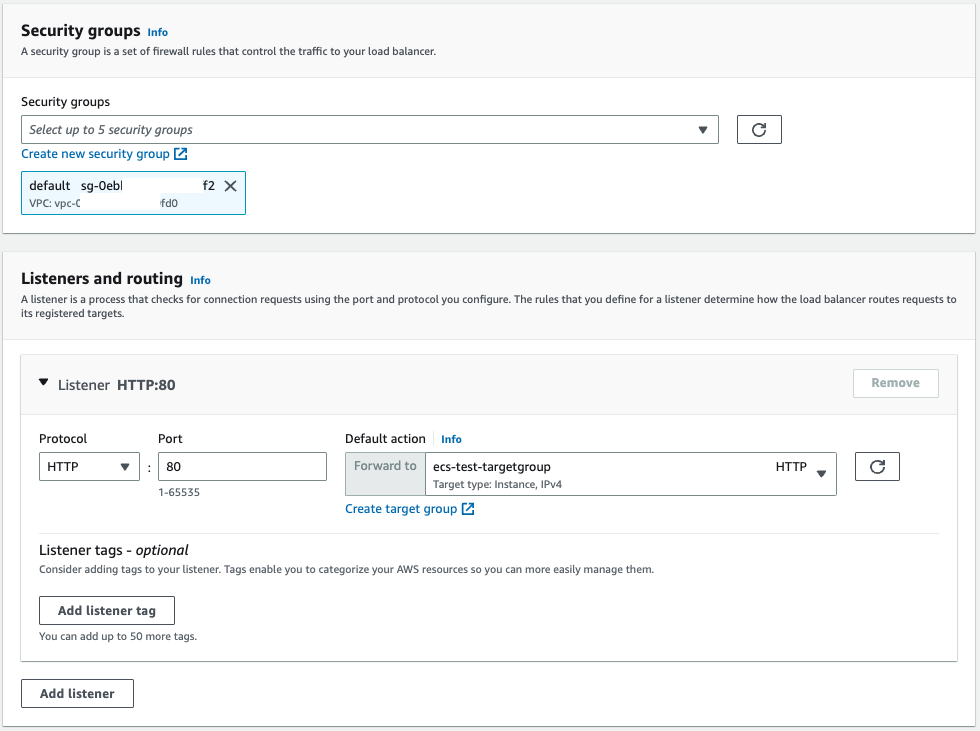 Security groups Info
A security group is a set of firewall rules that control the traffic to your load balancer.
Security groups
Select up to 5 security groups
Create new security group
default sg-0eb f2
VPC: vpc-0 fd0
Listeners and routing Info
A listener is a process that checks for connection requests using the port and protocol you configure. The rules that you define for a listener determine how the load balancer routes requests to
its registered targets.
Listener HTTP:80
Remove
Protocol Port Default action Info
HTTP : 80 Forward to ecs-test-targetgroup HTTP
Target type: Instance, IPv4
1-65535
Create target group
Listener tags - optional
Consider adding tags to your listener. Tags enable you to categorize your AWS resources so you can more easily manage them.
Add listener tag
You can add up to 50 more tags.
Add listener